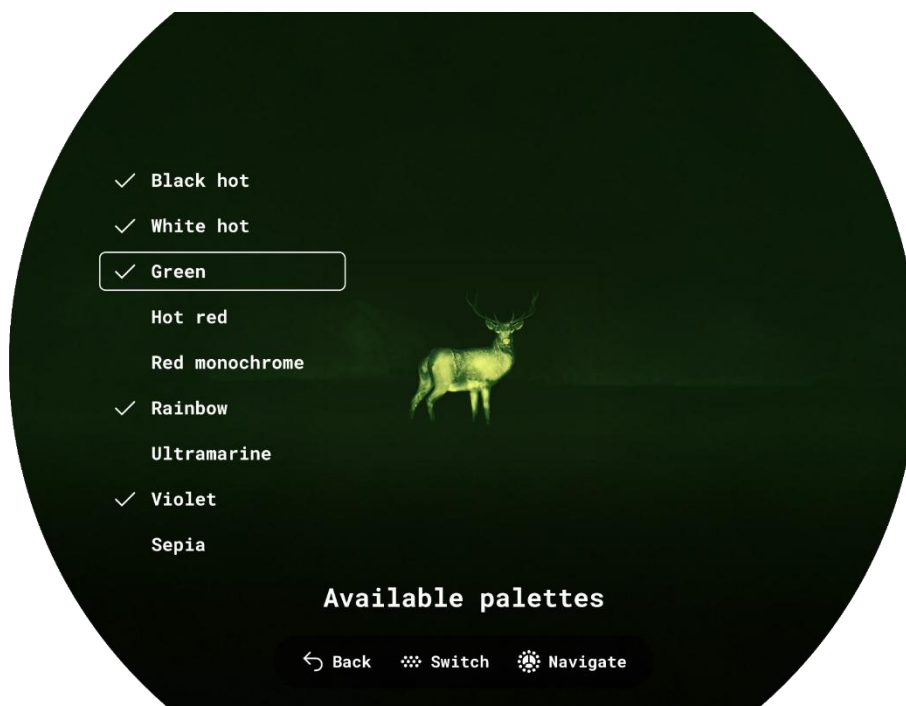 Black hot
White hot
Green
Hot red
Red monochrome
Rainbow
Ultramarine
Violet
Sepia
Available palettes
Back Switch Navigate